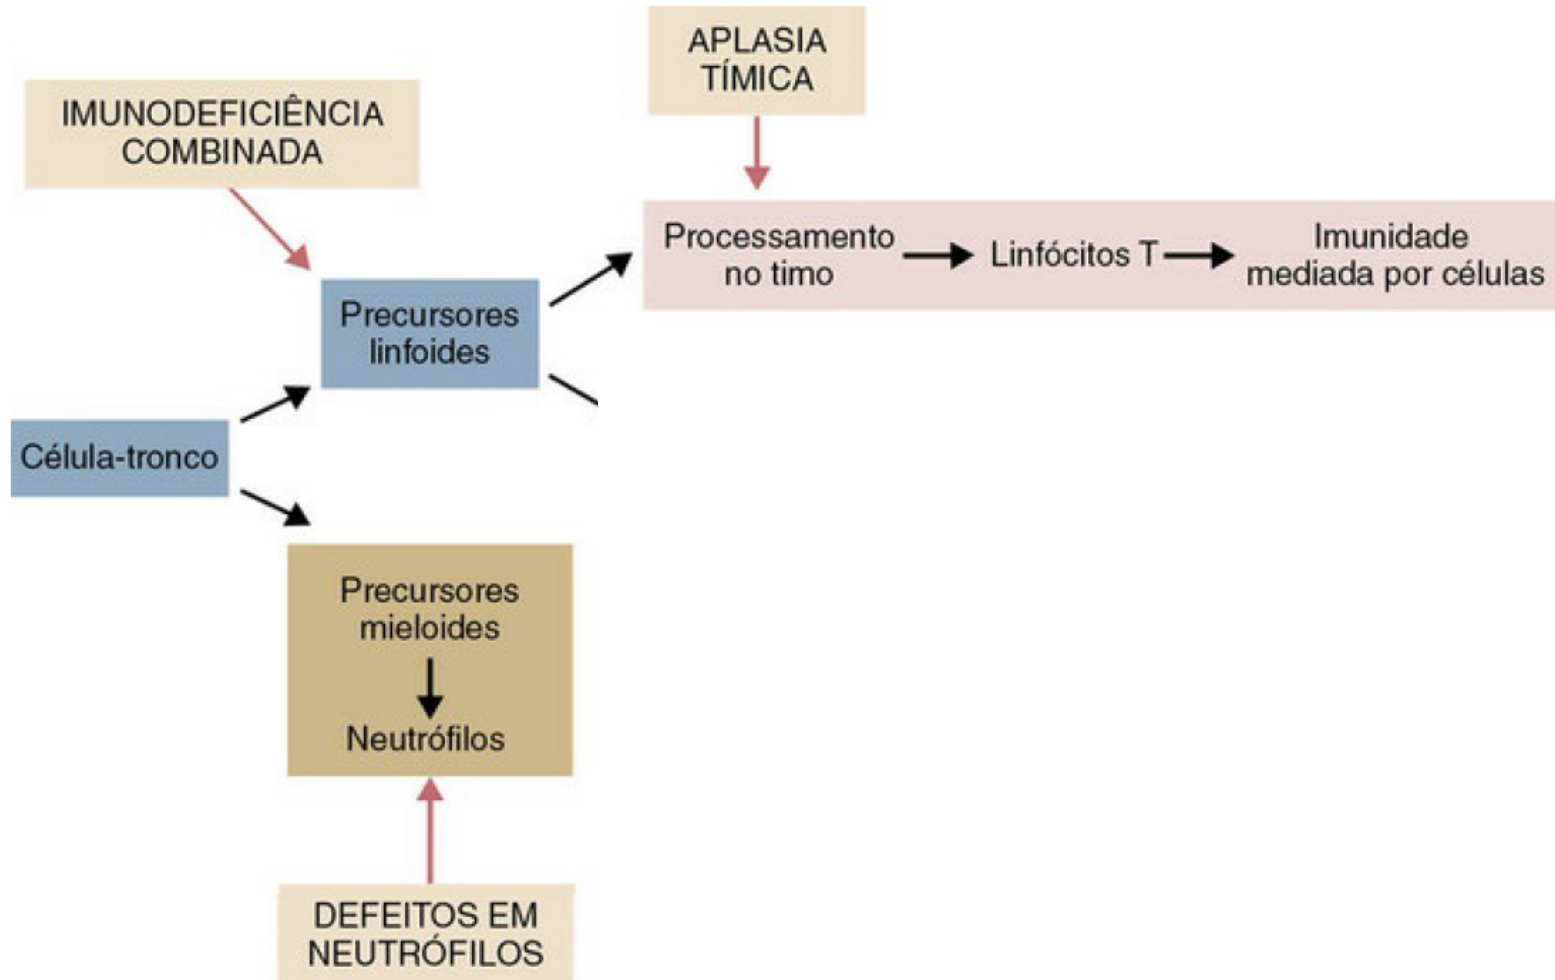 APLASIA
TÍMICA
IMUNODEFICIÊNCIA
COMBINADA
Processamento
no timo
Linfócitos T
Imunidade
mediada por células
Precursores
linfoides
Célula-tronco
Precursores
mieloides
Neutrófilos
DEFEITOS EM
NEUTRÓFILOS